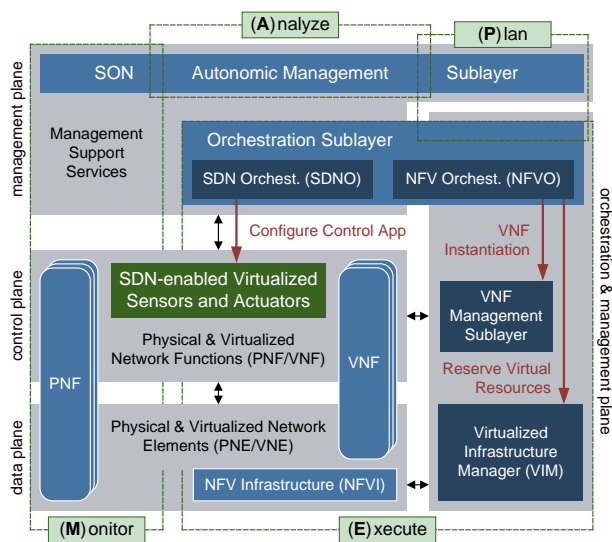 (A)nalyze
(P)lan
SON Autonomic Management Sublayer
management plane
Management
Support
Services
Orchestration Sublayer
SDN Orchest. (SDNO)
NFV Orchest. (NFVO)
orchestration & management plane
Configure Control App
VNF
Instantiation
control plane
PNF
SDN-enabled Virtualized
Sensors and Actuators
VNF
VNF
Management
Sublayer
Physical & Virtualized
Network Functions (PNF/VNF)
Reserve Virtual
Resources
data plane
Physical & Virtualized Network
Elements (PNE/VNE)
Virtualized
Infrastructure
Manager (VIM)
NFV Infrastructure (NFVI)
(M)onitor
(E)xecute